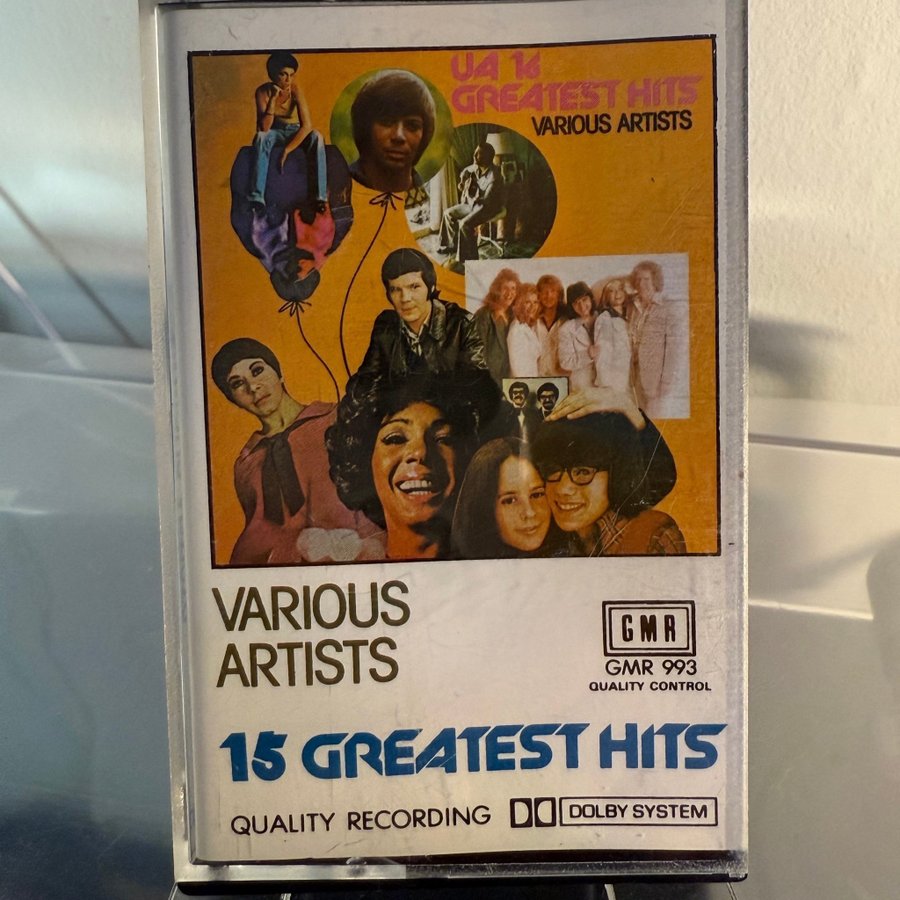 UA 16
GREATEST HITS
VARIOUS ARTISTS
VARIOUS
ARTISTS
GMR
GMR 993
QUALITY CONTROL
15 GREATEST HITS
QUALITY RECORDING DOLBY SYSTEM